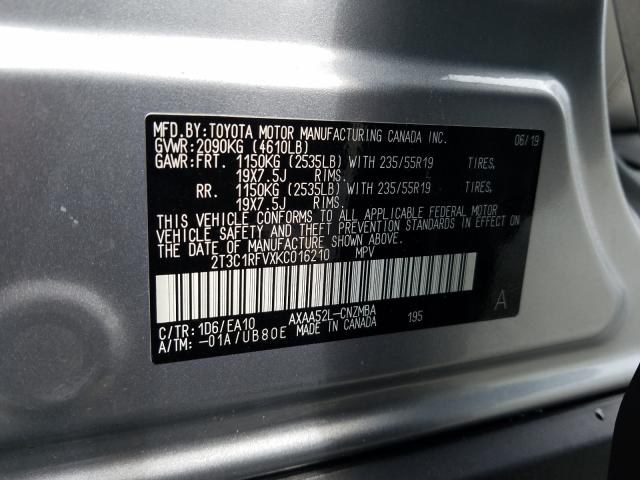 MFD.BY:TOYOTA MOTOR MANUFACTURING CANADA INC. 06/19
GVWR:2090KG (4610LB)
GAWR:FRT. 1150KG (2535LB) WITH 235/55R19 TIRES,
19X7.5J RIMS.
RR. 1150KG (2535LB) WITH 235/55R19 TIRES,
19X7.5J RIMS.
THIS VEHICLE CONFORMS TO ALL APPLICABLE FEDERAL MOTOR
VEHICLE SAFETY AND THEFT PREVENTION STANDARDS IN EFFECT ON
THE DATE OF MANUFACTURE SHOWN ABOVE.
2T3C1RFVXKC016210 MPV
C/TR:1D6/EA10 AXAA52L-CNZMBA 195 A
A/TM:-01A/UB80E MADE IN CANADA